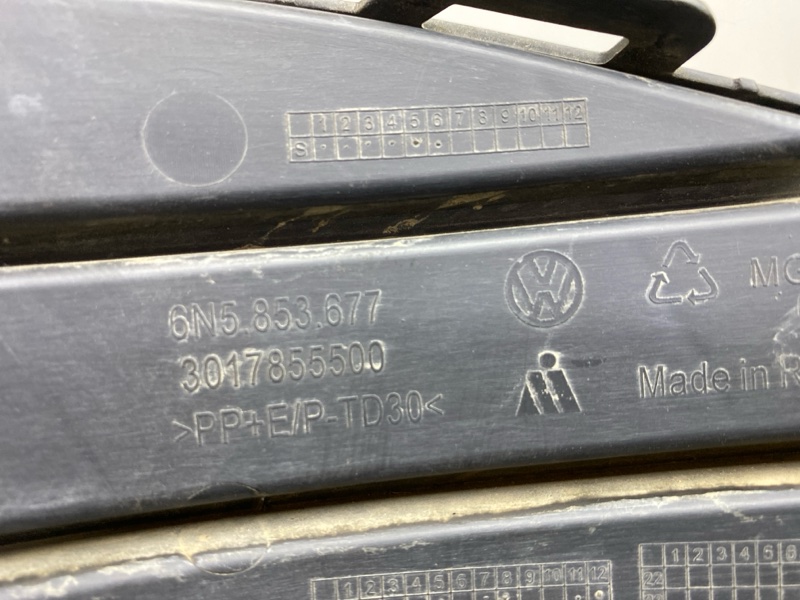 1 2 3 4 5 6 7 8 9 10 11 12
S
6N5.853.677
3017855500
>PP+E/P-TD30<
VW
MC
Made in R
1 2 3 4 5 6 7 8 9 10 11 12
1 2 3 4 5 6
22